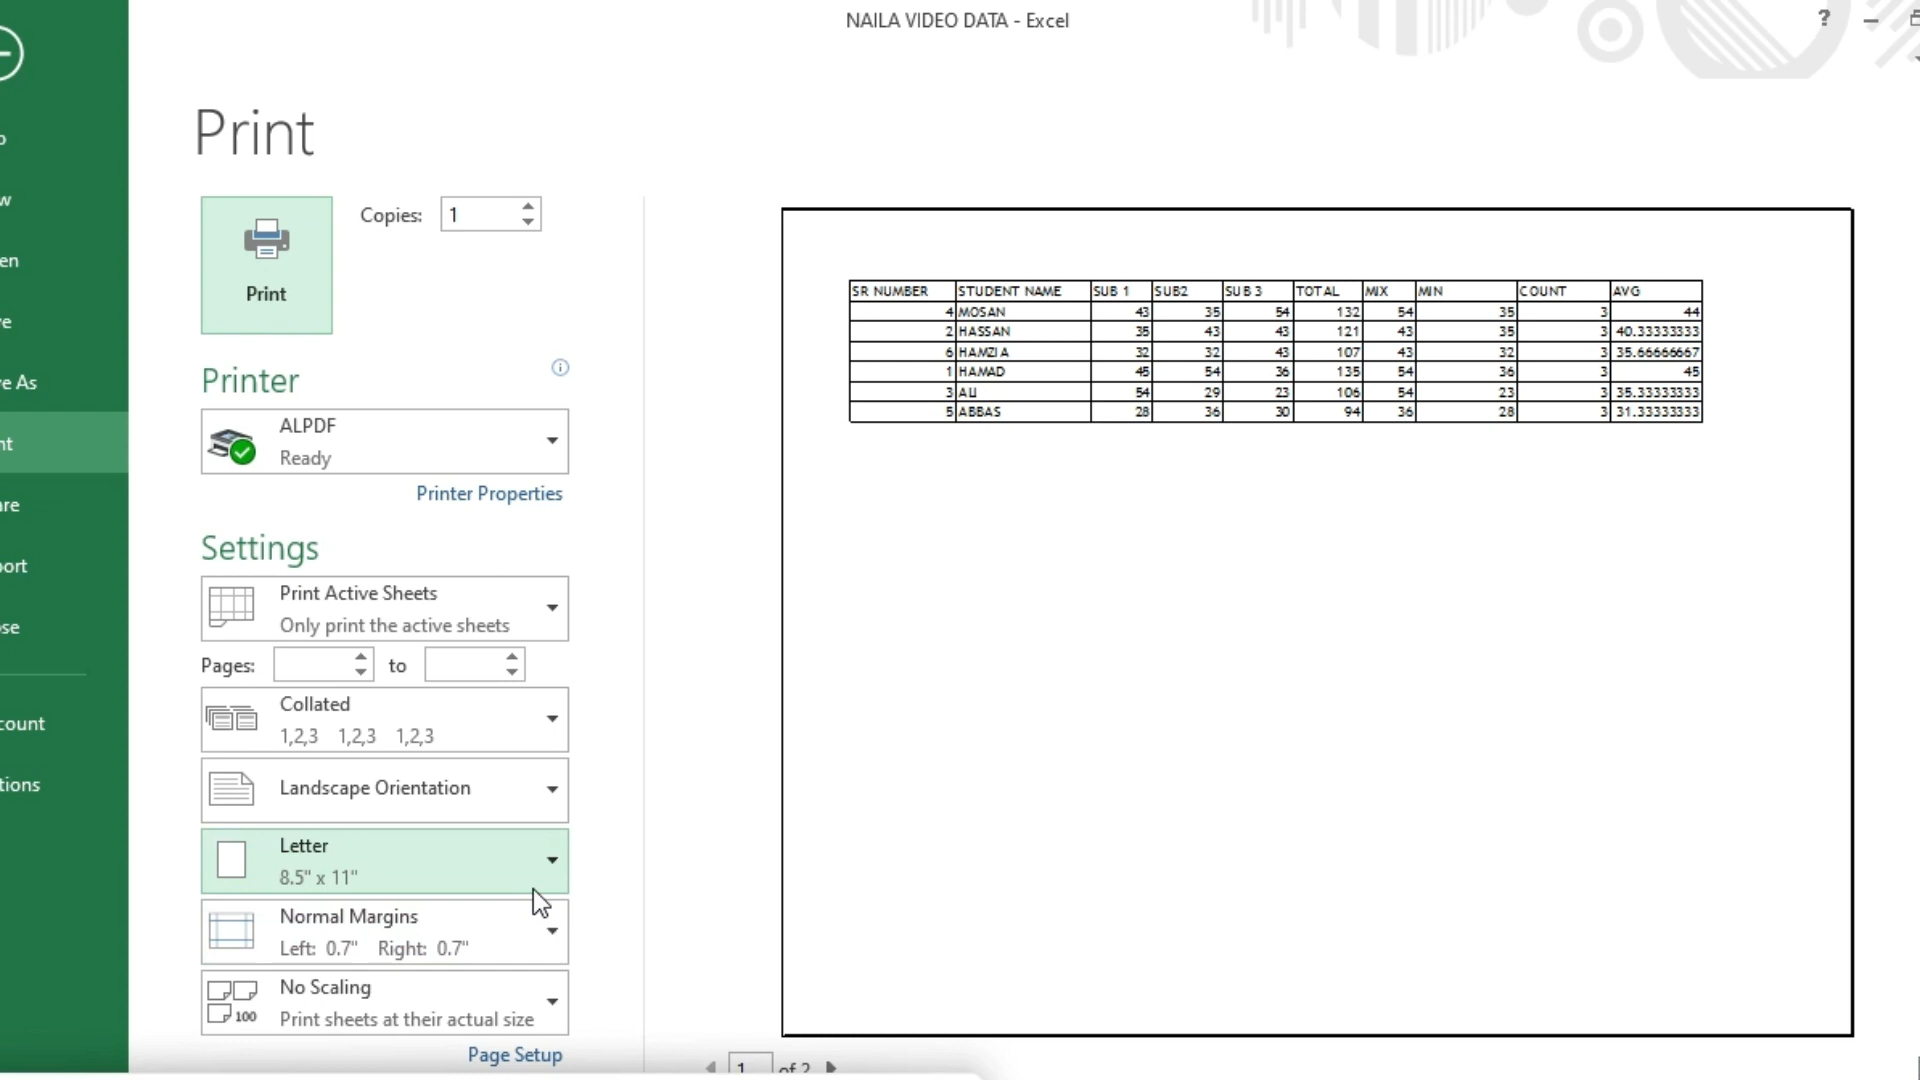 NAILA VIDEO DATA - Excel
?
Print
Print
Copies: 1
Printer
ALPDF
Ready
Printer Properties
Settings
Print Active Sheets
Only print the active sheets
Pages: to
Collated
1,2,3 1,2,3 1,2,3
Landscape Orientation
Letter
8.5" x 11"
Normal Margins
Left: 0.7" Right: 0.7"
No Scaling
100 Print sheets at their actual size
Page Setup
o
w
en
e
e As
nt
re
ort
se
count
tions
SR NUMBER STUDENT NAME SUB 1 SUB2 SUB 3 TOTAL MIX MIN COUNT AVG
4 MOSAN 43 35 54 132 54 35 3 44
2 HASSAN 35 43 43 121 43 35 3 40.33333333
6 HAMZIA 32 32 43 107 43 32 3 35.66666667
1 HAMAD 45 54 36 135 54 36 3 45
3 ALI 54 29 23 106 54 23 3 35.33333333
5 ABBAS 28 36 30 94 36 28 3 31.33333333
1 of 2